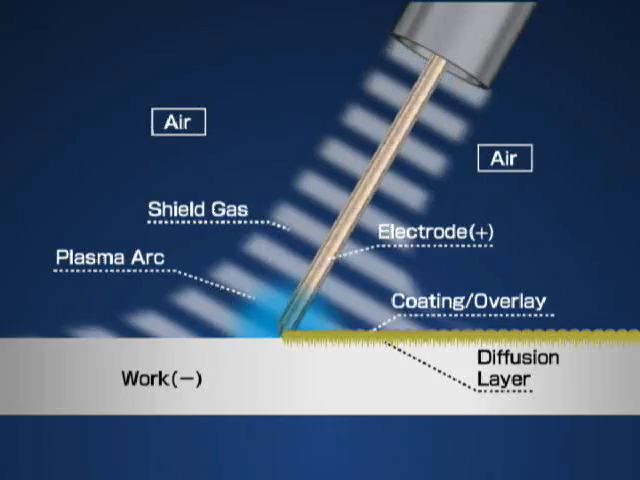 Air
Air
Shield Gas
Electrode(+)
Plasma Arc
Coating/Overlay
Diffusion
Layer
Work(−)